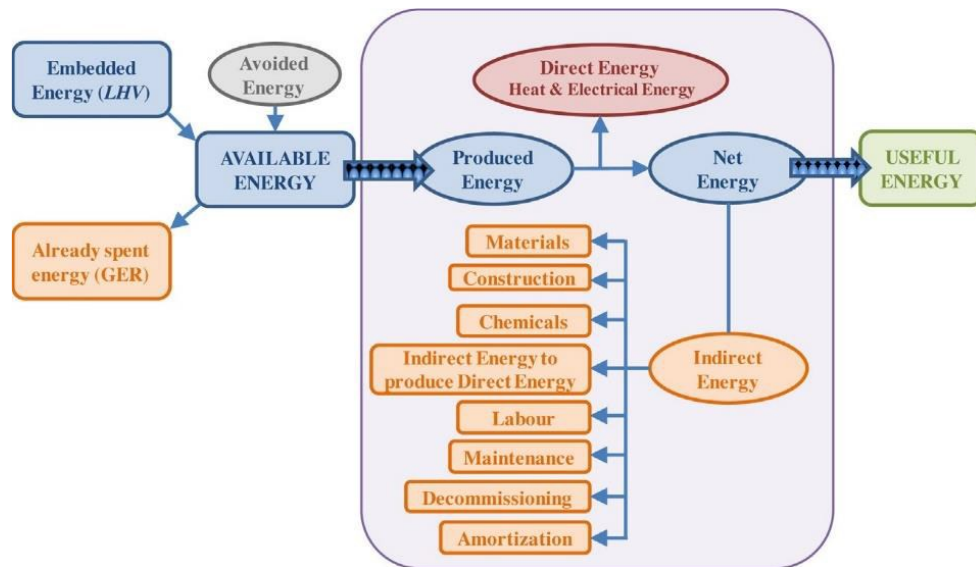 Embedded
Energy (LHV)
Avoided
Energy
Direct Energy
Heat & Electrical Energy
AVAILABLE
ENERGY
Produced
Energy
Net
Energy
USEFUL
ENERGY
Already spent
energy (GER)
Materials
Construction
Chemicals
Indirect Energy to
produce Direct Energy
Indirect
Energy
Labour
Maintenance
Decommissioning
Amortization